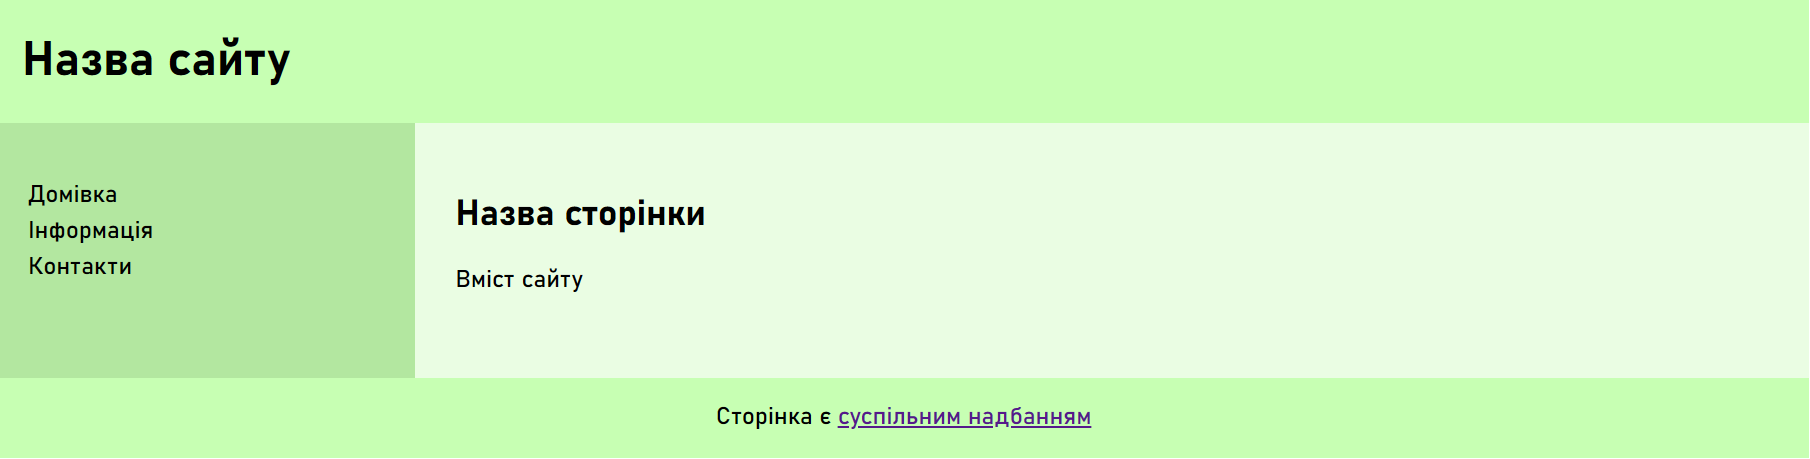 Назва сайту
Домівка
Інформація
Контакти
Назва сторінки
Вміст сайту
Сторінка є суспільним надбанням